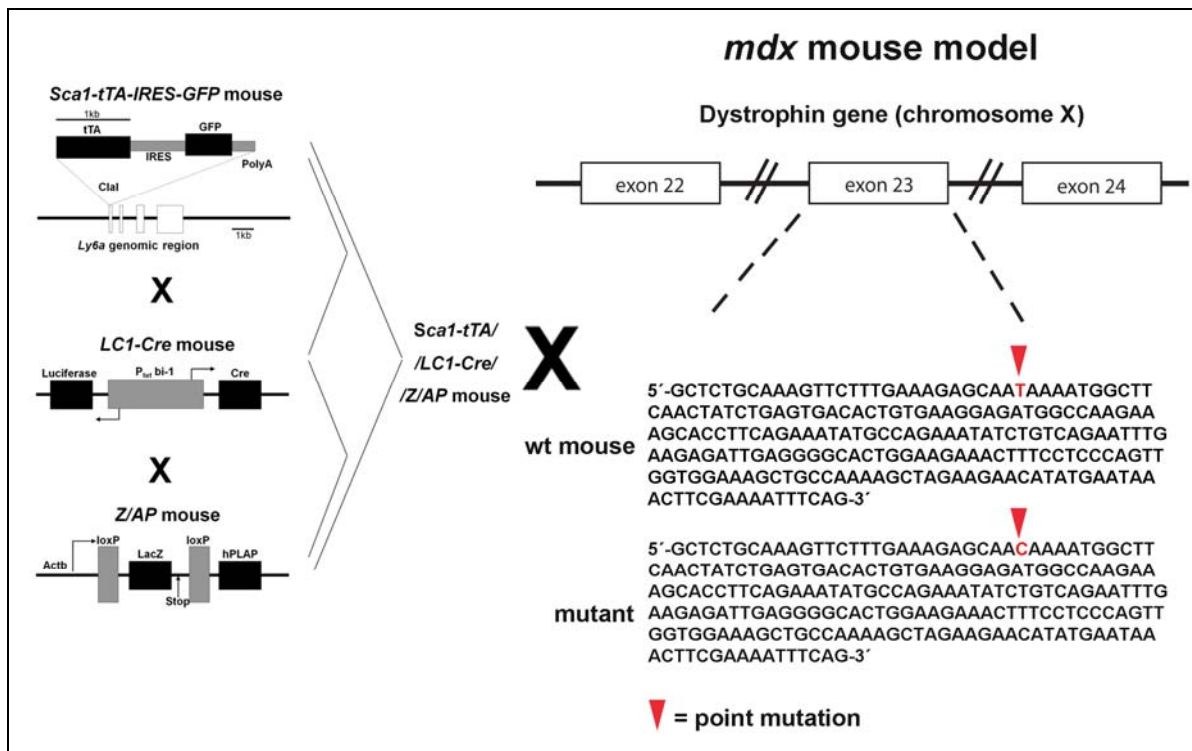 mdx mouse model
Sca1-tTA-IRES-GFP mouse
1kb
tTA
GFP
IRES
PolyA
ClaI
1kb
Ly6a genomic region
X
LC1-Cre mouse
Luciferase
Ptet bi-1
Cre
X
Z/AP mouse
loxP
loxP
Actb
LacZ
hPLAP
Stop
Sca1-tTA/
/LC1-Cre/
/Z/AP mouse
X
Dystrophin gene (chromosome X)
exon 22
exon 23
exon 24
wt mouse
5´-GCTCTGCAAAGTTCTTTGAAAGAGCAATAAAATGGCTT
CAACTATCTGAGTGACACTGTGAAGGAGATGGCCAAGAA
AGCACCTTCAGAAATATGCCAGAAATATCTGTCAGAATTTG
AAGAGATTGAGGGGCACTGGAAGAAACTTTCCTCCCAGTT
GGTGGAAAGCTGCCAAAAGCTAGAAGAACATATGAATAA
ACTTCGAAAATTTCAG-3´
mutant
5´-GCTCTGCAAAGTTCTTTGAAAGAGCAACAAAATGGCTT
CAACTATCTGAGTGACACTGTGAAGGAGATGGCCAAGAA
AGCACCTTCAGAAATATGCCAGAAATATCTGTCAGAATTTG
AAGAGATTGAGGGGCACTGGAAGAAACTTTCCTCCCAGTT
GGTGGAAAGCTGCCAAAAGCTAGAAGAACATATGAATAA
ACTTCGAAAATTTCAG-3´
= point mutation